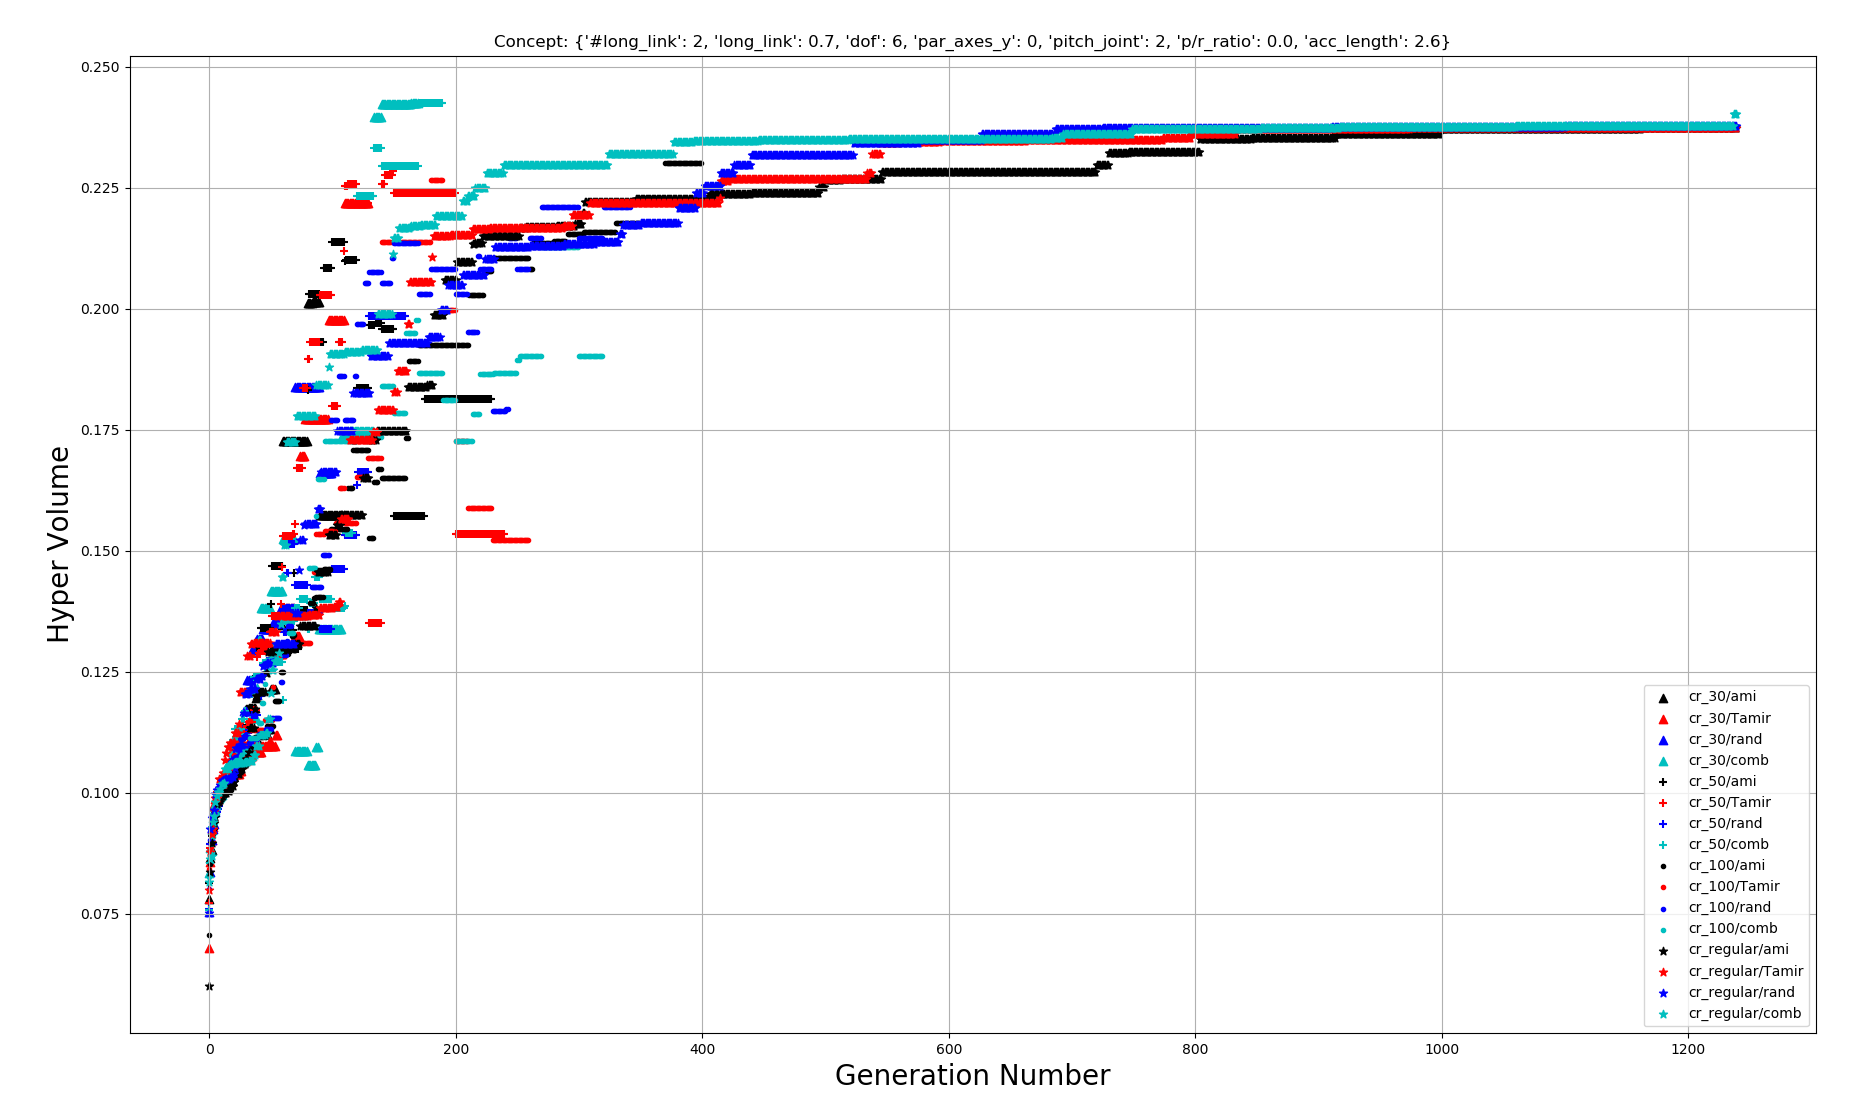 Concept: {'#long_link': 2, 'long_link': 0.7, 'dof': 6, 'par_axes_y': 0, 'pitch_joint': 2, 'p/r_ratio': 0.0, 'acc_length': 2.6}
Hyper Volume
0.250
0.225
0.200
0.175
0.150
0.125
0.100
0.075
0
200
400
600
800
1000
1200
Generation Number
cr_30/ami
cr_30/Tamir
cr_30/rand
cr_30/comb
cr_50/ami
cr_50/Tamir
cr_50/rand
cr_50/comb
cr_100/ami
cr_100/Tamir
cr_100/rand
cr_100/comb
cr_regular/ami
cr_regular/Tamir
cr_regular/rand
cr_regular/comb